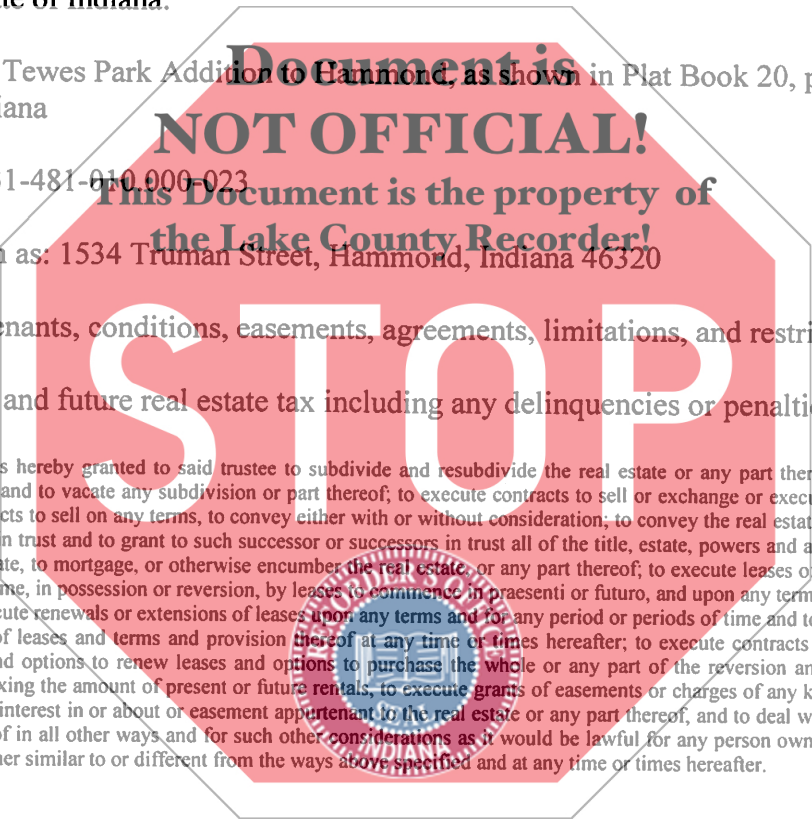 te of Indiana.
Document is
Tewes Park Addition to Hammond, as shown in Plat Book 20, p
iana
NOT OFFICIAL!
1-481-010.000-023
This Document is the property of
the Lake County Recorder!
as: 1534 Truman Street, Hammond, Indiana 46320
enants, conditions, easements, agreements, limitations, and restri
STOP
and future real estate tax including any delinquencies or penalti
s hereby granted to said trustee to subdivide and resubdivide the real estate or any part ther
and to vacate any subdivision or part thereof; to execute contracts to sell or exchange or execu
cts to sell on any terms, to convey either with or without consideration; to convey the real estat
n trust and to grant to such successor or successors in trust all of the title, estate, powers and a
te, to mortgage, or otherwise encumber the real estate, or any part thereof; to execute leases o
me, in possession or reversion, by leases to commence in praesenti or futuro, and upon any term
cute renewals or extensions of leases upon any terms and for any period or periods of time and to
of leases and terms and provision thereof at any time or times hereafter; to execute contracts
nd options to renew leases and options to purchase the whole or any part of the reversion an
xing the amount of present or future rentals, to execute grants of easements or charges of any k
interest in or about or easement appurtenant to the real estate or any part thereof, and to deal w
of in all other ways and for such other considerations as it would be lawful for any person own
her similar to or different from the ways above specified and at any time or times hereafter.
RECORDER'S OFFICE
INDIANA